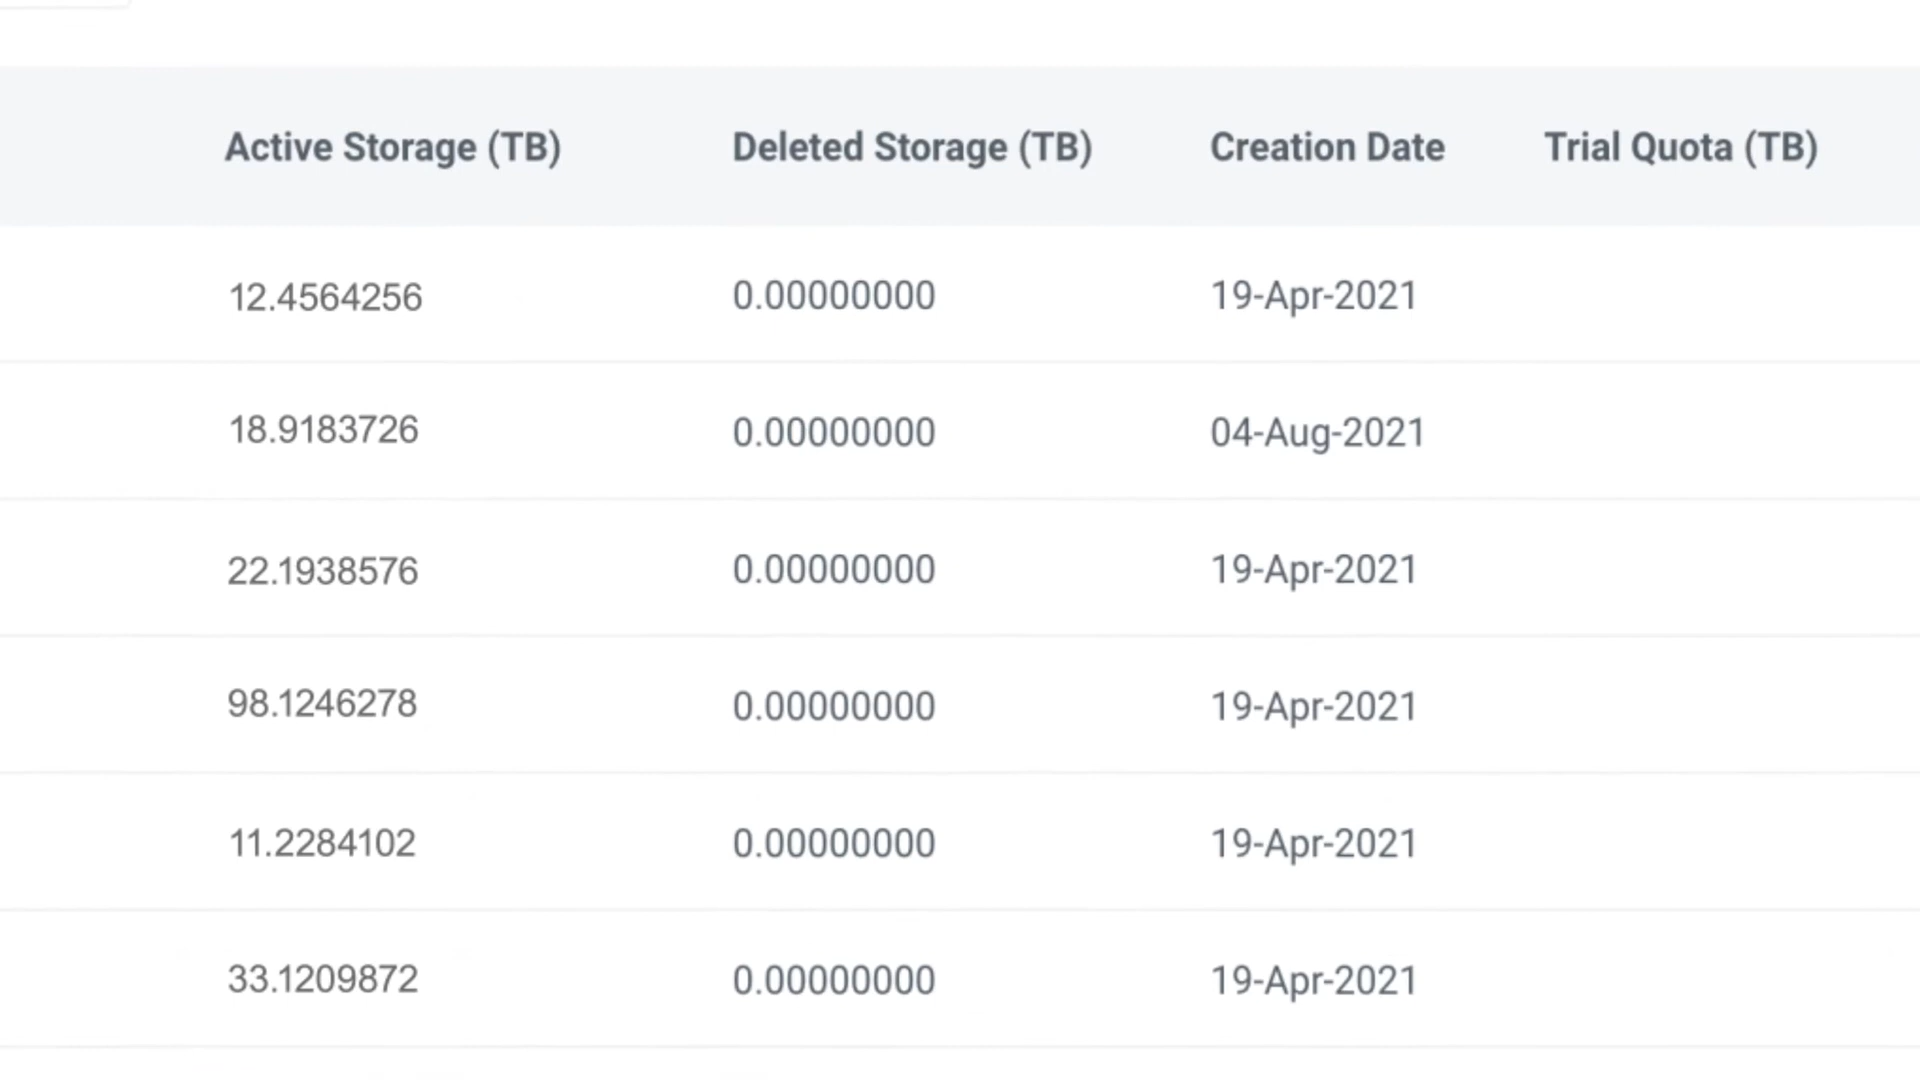 Active Storage (TB) Deleted Storage (TB) Creation Date Trial Quota (TB)
12.4564256 0.00000000 19-Apr-2021
18.9183726 0.00000000 04-Aug-2021
22.1938576 0.00000000 19-Apr-2021
98.1246278 0.00000000 19-Apr-2021
11.2284102 0.00000000 19-Apr-2021
33.1209872 0.00000000 19-Apr-2021